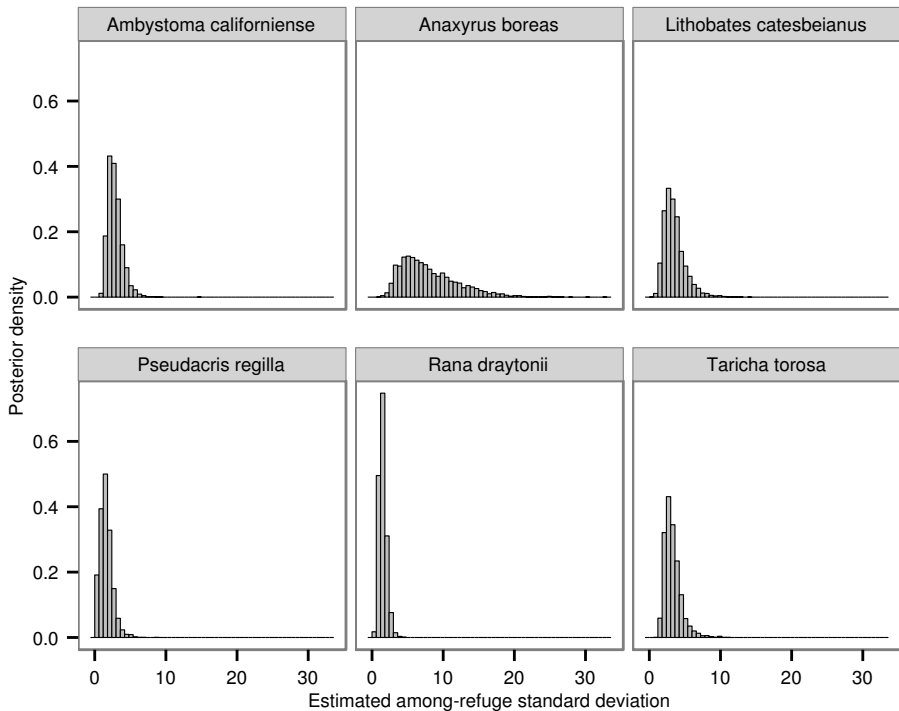 Ambystoma californiense
Anaxyrus boreas
Lithobates catesbeianus
0.6
0.4
0.2
0.0
Posterior density
Pseudacris regilla
Rana draytonii
Taricha torosa
0.6
0.4
0.2
0.0
0 10 20 30
0 10 20 30
0 10 20 30
Estimated among-refuge standard deviation